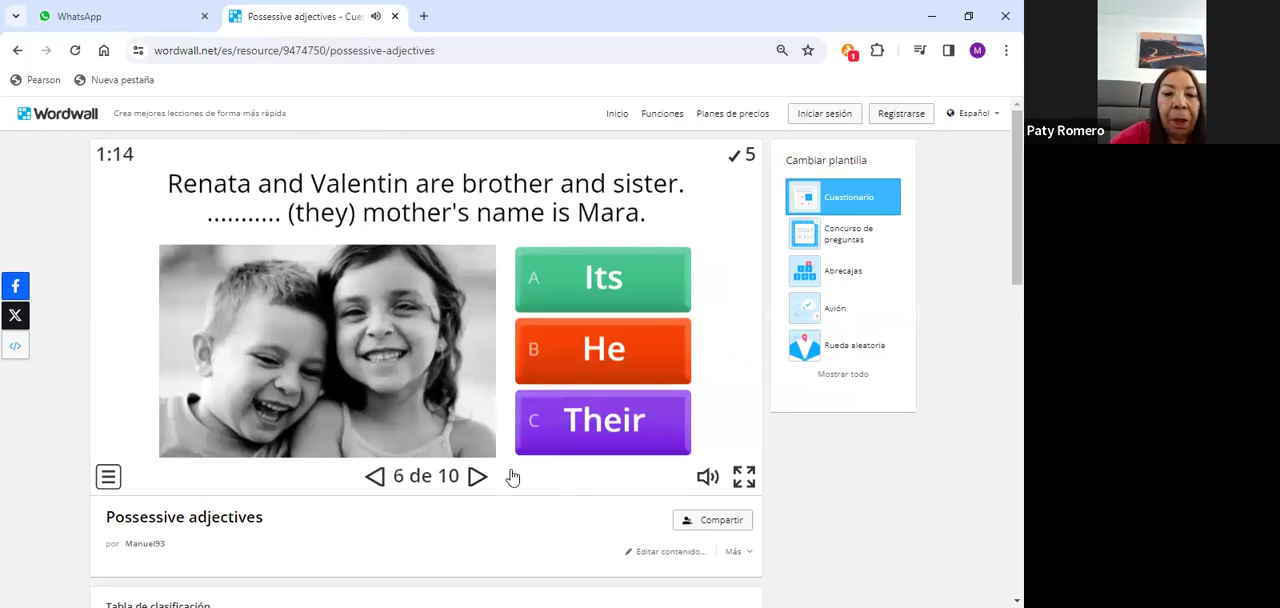 WhatsApp
Possessive adjectives - Cues
wordwall.net/es/resource/9474750/possessive-adjectives
1
M
Pearson
Nueva pestaña
Wordwall
Crea mejores lecciones de forma más rápida
Inicio
Funciones
Planes de precios
Iniciar sesión
Registrarse
Español
1:14
5
Renata and Valentin are brother and sister.
........... (they) mother's name is Mara.
A Its
B He
C Their
6 de 10
Cambiar plantilla
Cuestionario
Concurso de
preguntas
Abrecajas
Avión
Rueda aleatoria
Mostrar todo
Possessive adjectives
Compartir
por Manuel93
Editar contenido...
Más
Tabla de clasificación
Paty Romero